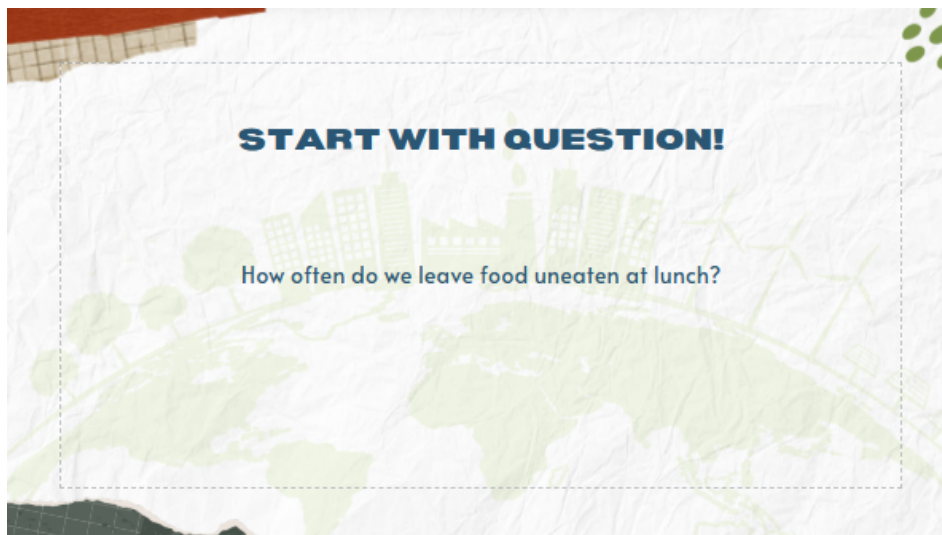 START WITH QUESTION!
How often do we leave food uneaten at lunch?